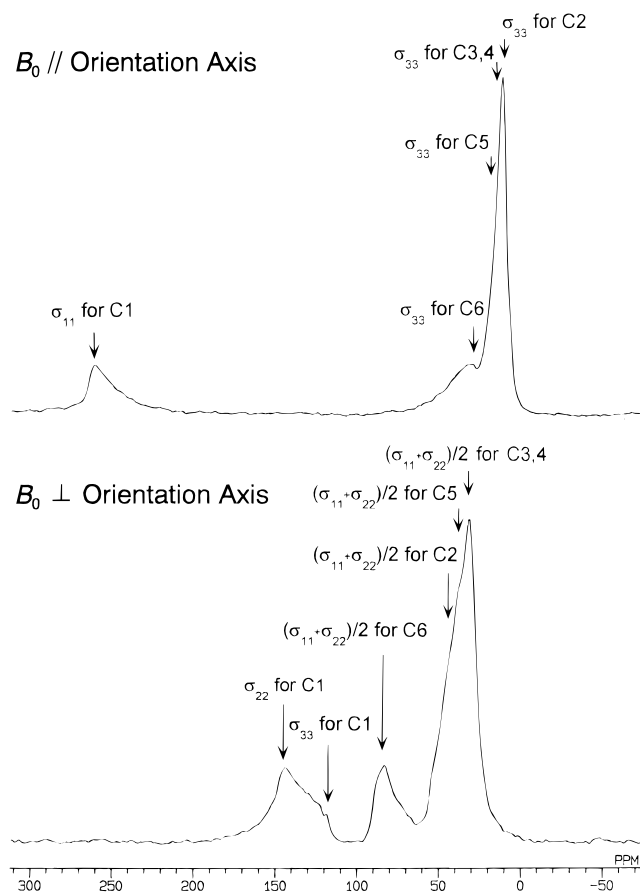 σ₃₃ for C2
B₀ // Orientation Axis
σ₃₃ for C3,4
σ₃₃ for C5
σ₁₁ for C1
σ₃₃ for C6
(σ₁₁+σ₂₂)/2 for C3,4
B₀ ⊥ Orientation Axis
(σ₁₁+σ₂₂)/2 for C5
(σ₁₁+σ₂₂)/2 for C2
(σ₁₁+σ₂₂)/2 for C6
σ₂₂ for C1
σ₃₃ for C1
PPM
300 250 200 150 100 50 0 -50